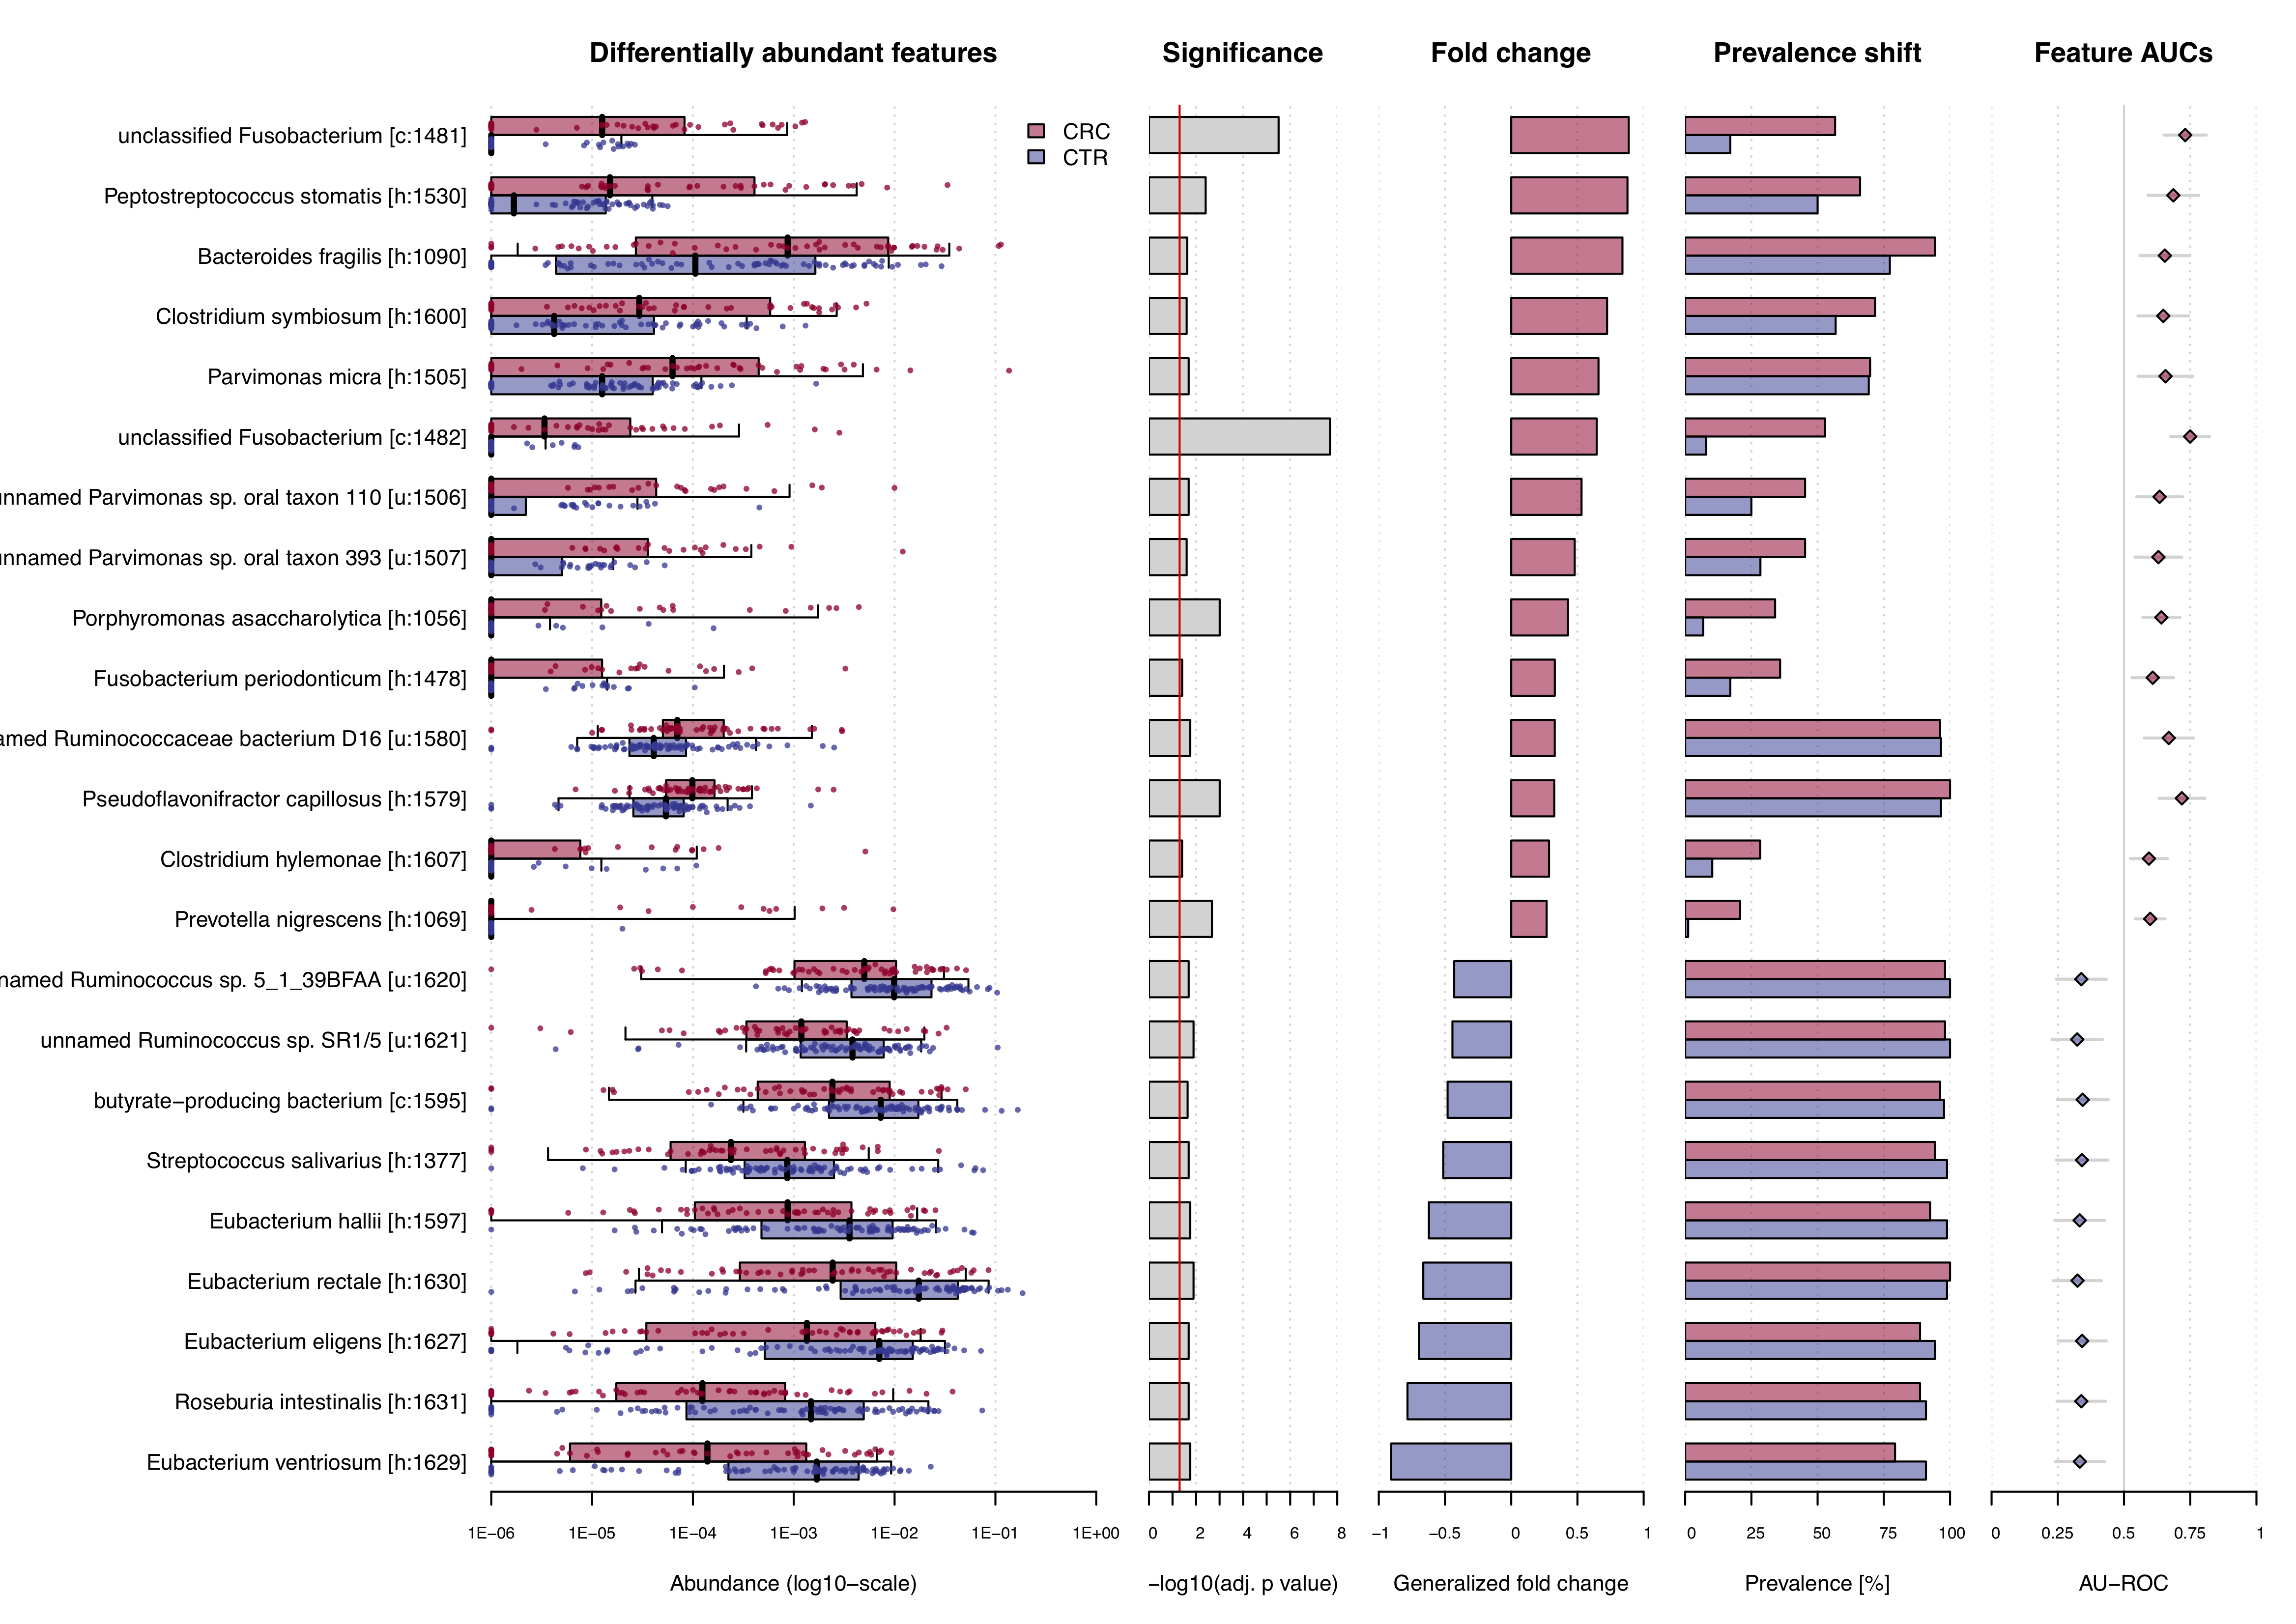 Differentially abundant features
Significance
Fold change
Prevalence shift
Feature AUCs
CRC
CTR
unclassified Fusobacterium [c:1481]
Peptostreptococcus stomatis [h:1530]
Bacteroides fragilis [h:1090]
Clostridium symbiosum [h:1600]
Parvimonas micra [h:1505]
unclassified Fusobacterium [c:1482]
nnamed Parvimonas sp. oral taxon 110 [u:1506]
nnamed Parvimonas sp. oral taxon 393 [u:1507]
Porphyromonas asaccharolytica [h:1056]
Fusobacterium periodonticum [h:1478]
amed Ruminococcaceae bacterium D16 [u:1580]
Pseudoflavonifractor capillosus [h:1579]
Clostridium hylemonae [h:1607]
Prevotella nigrescens [h:1069]
named Ruminococcus sp. 5_1_39BFAA [u:1620]
unnamed Ruminococcus sp. SR1/5 [u:1621]
butyrate−producing bacterium [c:1595]
Streptococcus salivarius [h:1377]
Eubacterium hallii [h:1597]
Eubacterium rectale [h:1630]
Eubacterium eligens [h:1627]
Roseburia intestinalis [h:1631]
Eubacterium ventriosum [h:1629]
1E−06 1E−05 1E−04 1E−03 1E−02 1E−01 1E+00
0 2 4 6 8
−1 −0.5 0 0.5 1
0 25 50 75 100
0 0.25 0.5 0.75 1
Abundance (log10−scale)
−log10(adj. p value)
Generalized fold change
Prevalence [%]
AU−ROC